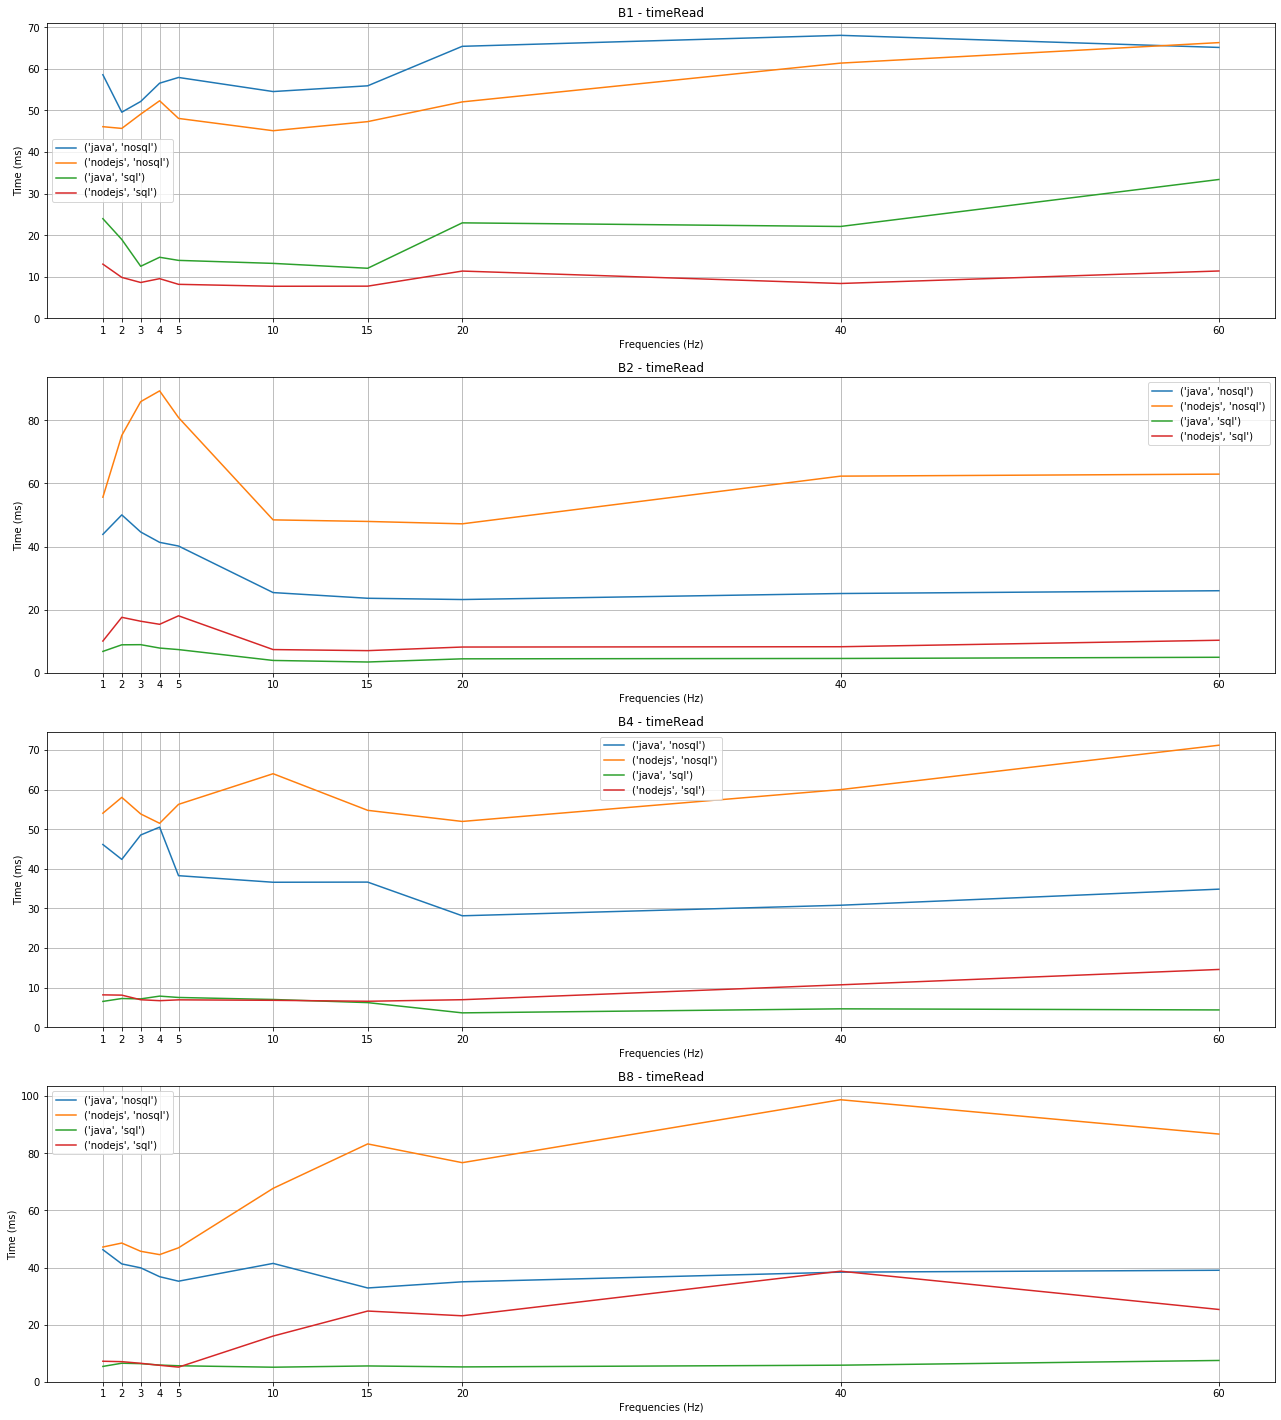 B1 - timeRead
70
60
50
40
30
20
10
0
Time (ms)
('java', 'nosql')
('nodejs', 'nosql')
('java', 'sql')
('nodejs', 'sql')
1 2 3 4 5 10 15 20 40 60
Frequencies (Hz)
B2 - timeRead
80
60
40
20
0
Time (ms)
('java', 'nosql')
('nodejs', 'nosql')
('java', 'sql')
('nodejs', 'sql')
1 2 3 4 5 10 15 20 40 60
Frequencies (Hz)
B4 - timeRead
70
60
50
40
30
20
10
0
Time (ms)
('java', 'nosql')
('nodejs', 'nosql')
('java', 'sql')
('nodejs', 'sql')
1 2 3 4 5 10 15 20 40 60
Frequencies (Hz)
B8 - timeRead
100
80
60
40
20
0
Time (ms)
('java', 'nosql')
('nodejs', 'nosql')
('java', 'sql')
('nodejs', 'sql')
1 2 3 4 5 10 15 20 40 60
Frequencies (Hz)